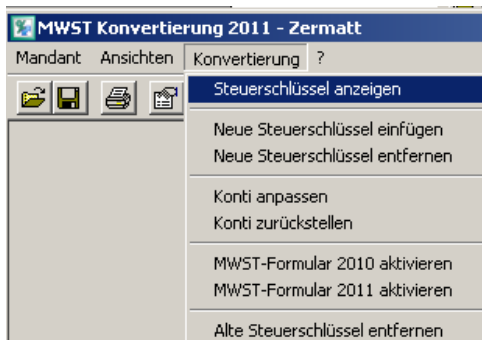 MWST Konvertierung 2011 - Zermatt
Mandant Ansichten Konvertierung ?
Steuerschlüssel anzeigen
Neue Steuerschlüssel einfügen
Neue Steuerschlüssel entfernen
Konti anpassen
Konti zurückstellen
MWST-Formular 2010 aktivieren
MWST-Formular 2011 aktivieren
Alte Steuerschlüssel entfernen